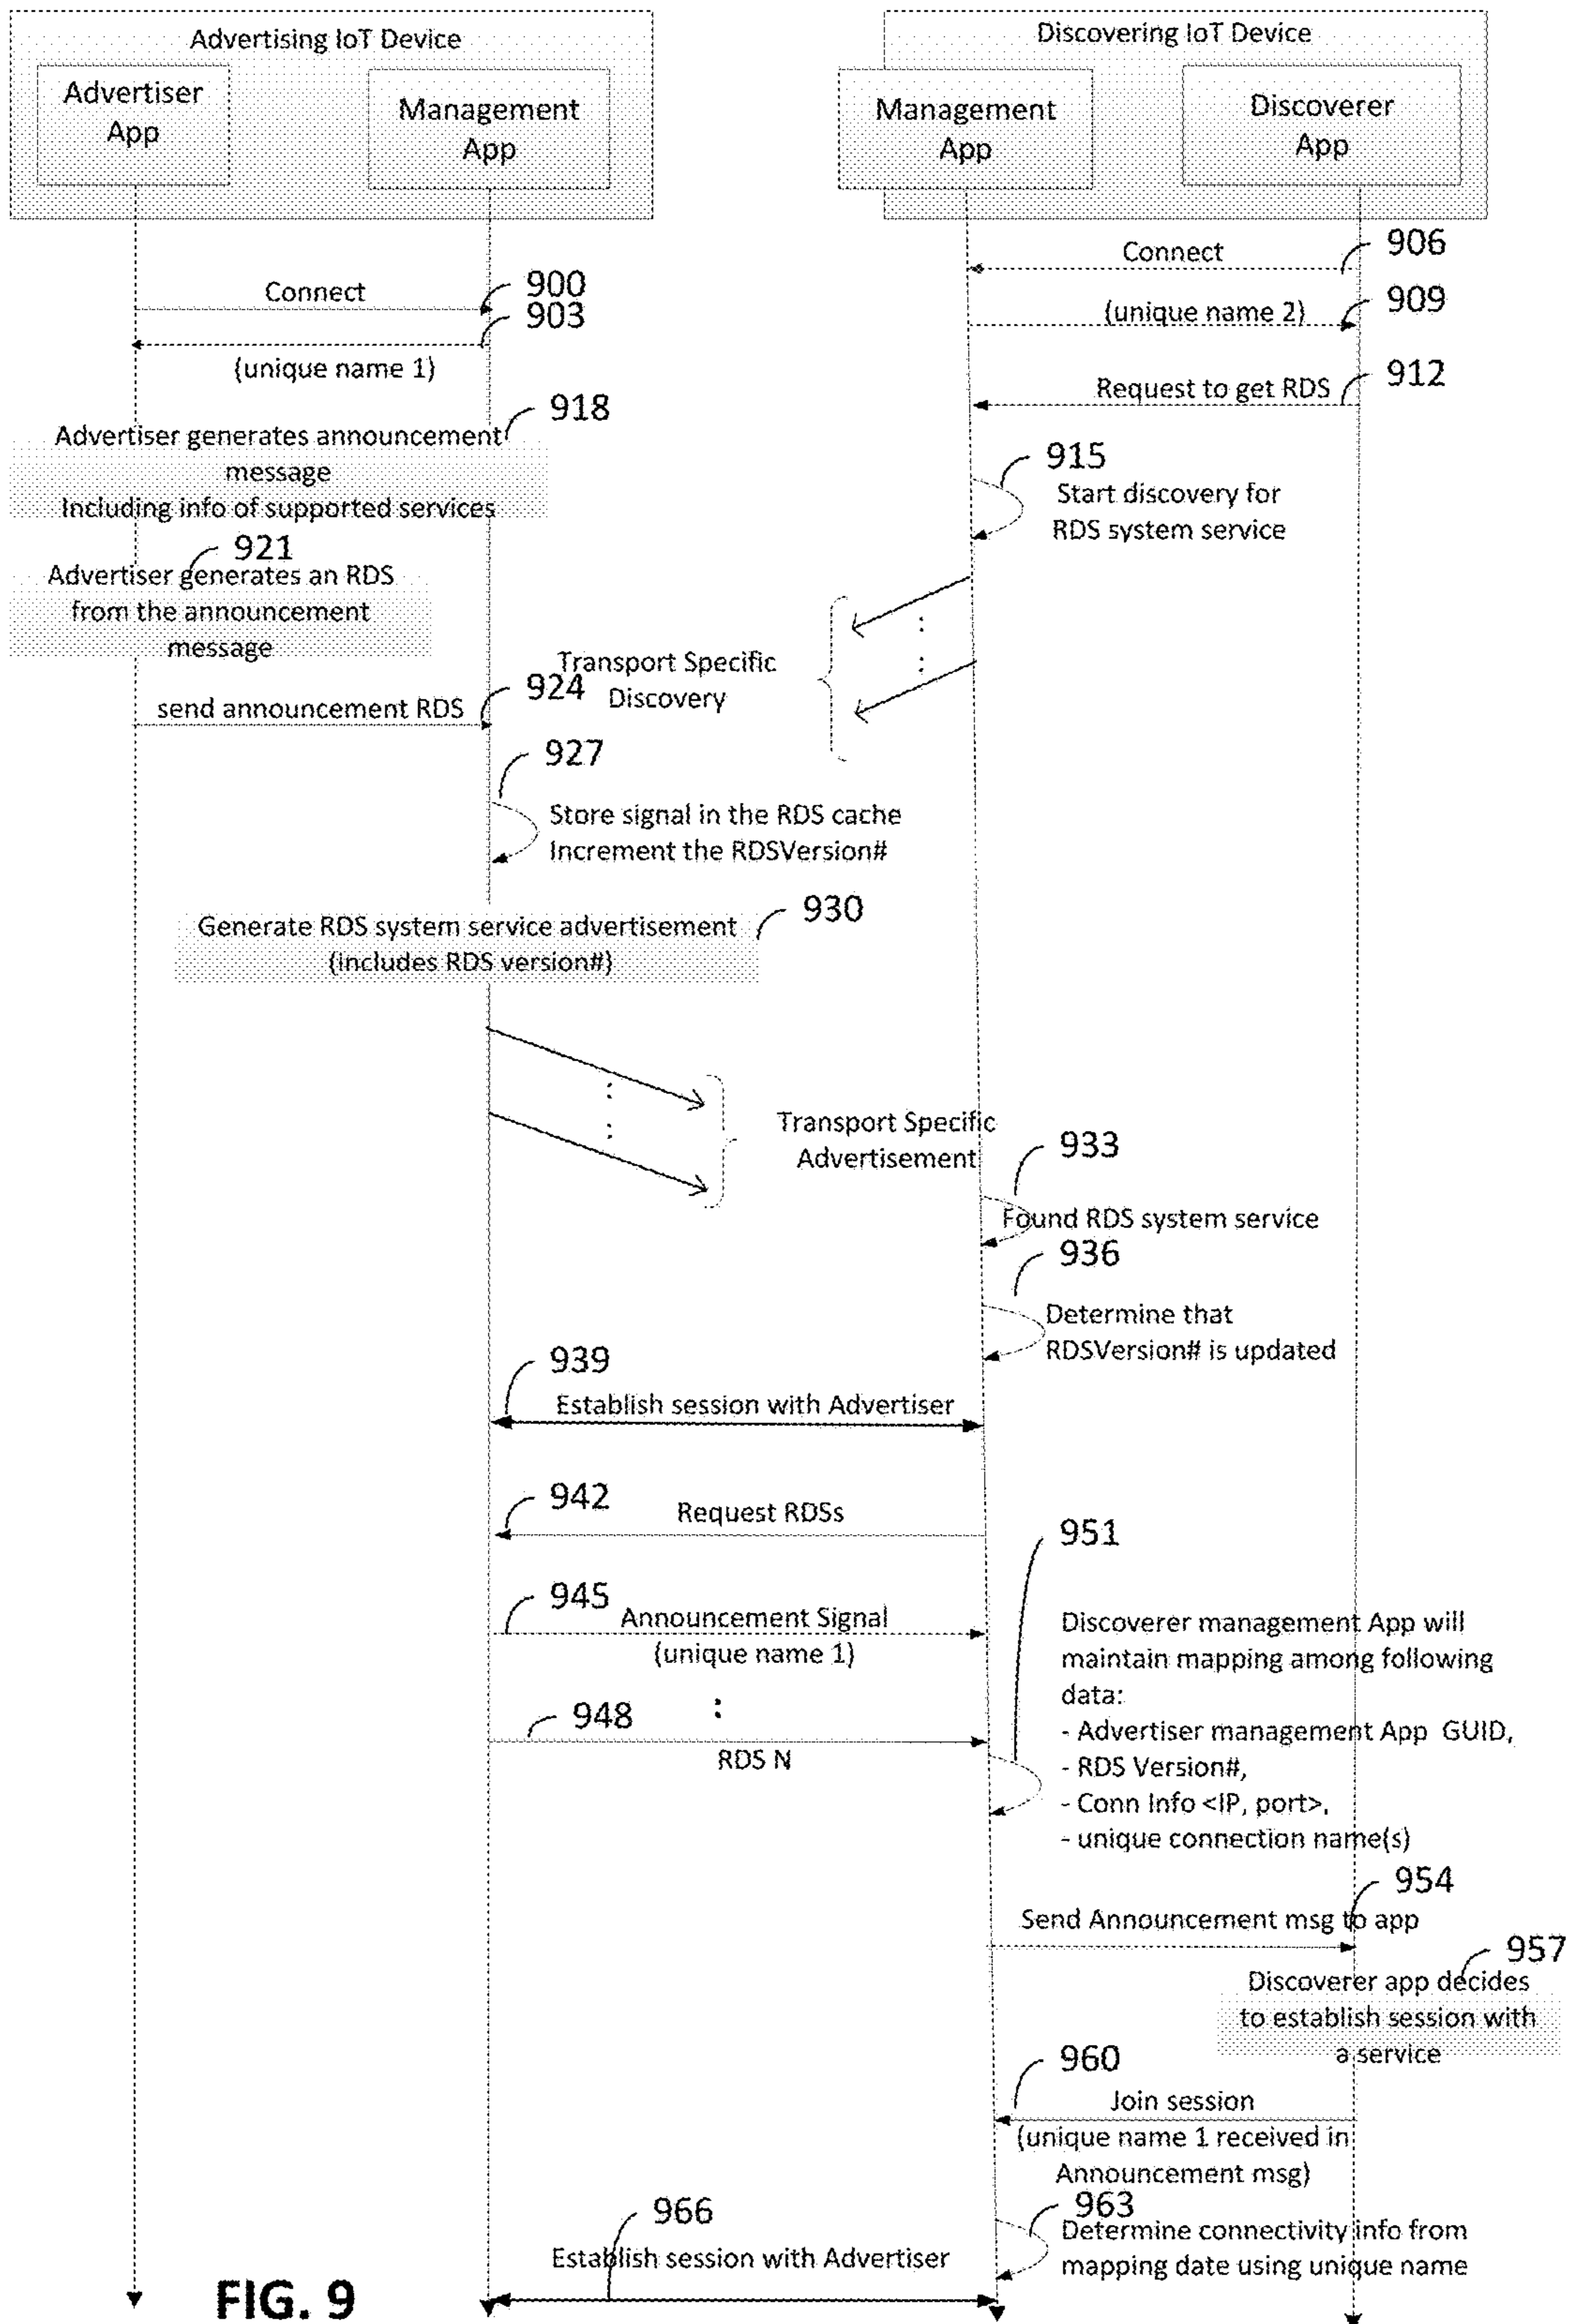 Advertising IoT Device
Discovering IoT Device
Advertiser
App
Management
App
Management
App
Discoverer
App
906
Connect
900
Connect
909
(unique name 2)
903
(unique name 1)
912
Request to get RDS
918
Advertiser generates announcement
message
Including info of supported services
915
Start discovery for
RDS system service
921
Advertiser generates an RDS
from the announcement
message
Transport Specific
Discovery
924
send announcement RDS
927
Store signal in the RDS cache
Increment the RDSVersion#
930
Generate RDS system service advertisement
(includes RDS version#)
Transport Specific
Advertisement
933
Found RDS system service
936
Determine that
RDSVersion# is updated
939
Establish session with Advertiser
942
Request RDSs
951
945
Announcement Signal
(unique name 1)
Discoverer management App will
maintain mapping among following
data:
- Advertiser management App GUID,
- RDS Version#,
- Conn Info <IP, port>,
- unique connection name(s)
948
RDS N
954
Send Announcement msg to app
957
Discoverer app decides
to establish session with
a service
960
Join session
(unique name 1 received in
Announcement msg)
963
Determine connectivity info from
mapping date using unique name
966
Establish session with Advertiser
FIG. 9